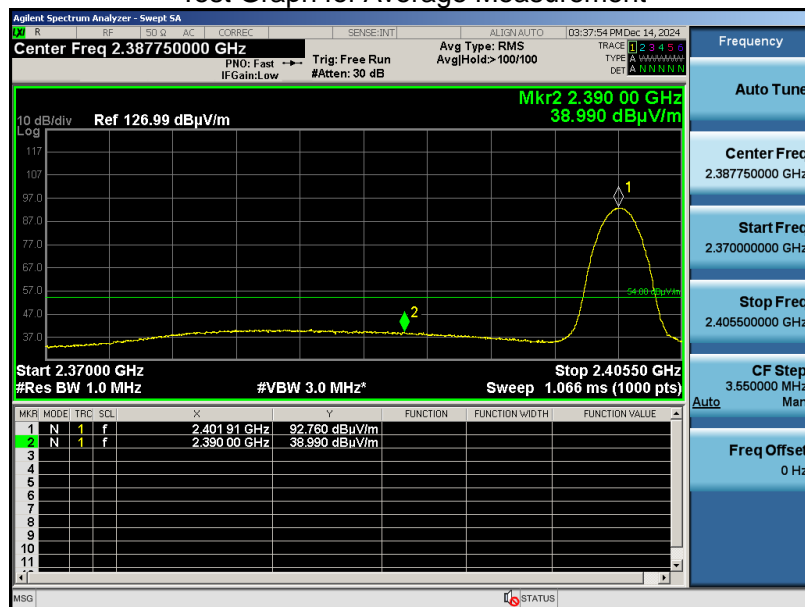 Test Graph for Average Measurement
Agilent Spectrum Analyzer - Swept SA
LXI R RF 50 Ω AC CORREC SENSE:INT ALIGN AUTO 03:37:54 PM Dec 14, 2024
Center Freq 2.387750000 GHz
PNO: Fast
IFGain:Low
Trig: Free Run
#Atten: 30 dB
Avg Type: RMS
Avg|Hold:>100/100
TRACE 1 2 3 4 5 6
TYPE A WWWWW
DET A N N N N N
Frequency
Mkr2 2.390 00 GHz
38.990 dBµV/m
10 dB/div Ref 126.99 dBµV/m
Log
117
107
97.0
87.0
77.0
67.0
57.0
47.0
37.0
1
2
54.00 dBµV/m
Start 2.37000 GHz Stop 2.40550 GHz
#Res BW 1.0 MHz #VBW 3.0 MHz* Sweep 1.066 ms (1000 pts)
Auto Tune
Center Freq
2.387750000 GHz
Start Freq
2.370000000 GHz
Stop Freq
2.405500000 GHz
CF Step
3.550000 MHz
Auto Man
Freq Offset
0 Hz
MKR MODE TRC SCL X Y FUNCTION FUNCTION WIDTH FUNCTION VALUE
1 N 1 f 2.401 91 GHz 92.760 dBµV/m
2 N 1 f 2.390 00 GHz 38.990 dBµV/m
3
4
5
6
7
8
9
10
11
MSG STATUS